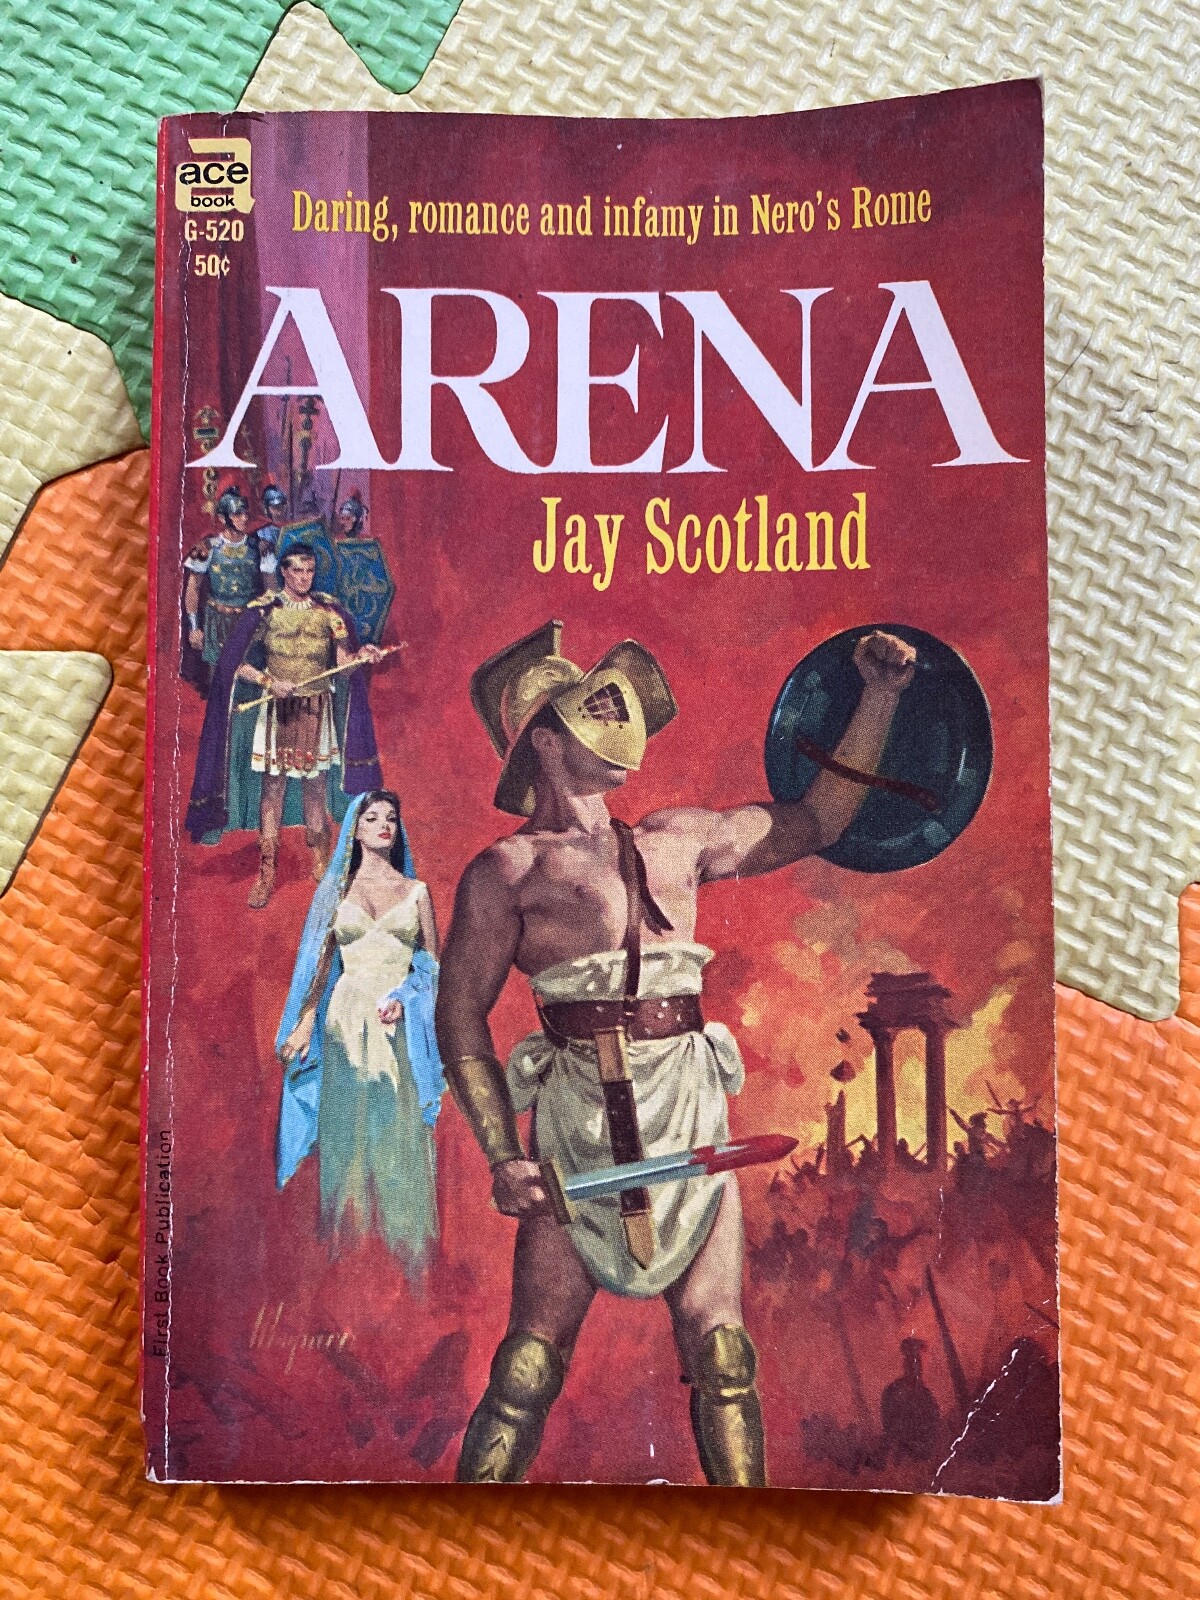 ace
book
G-520
50¢
Daring, romance and infamy in Nero's Rome
ARENA
Jay Scotland
First Book Publication